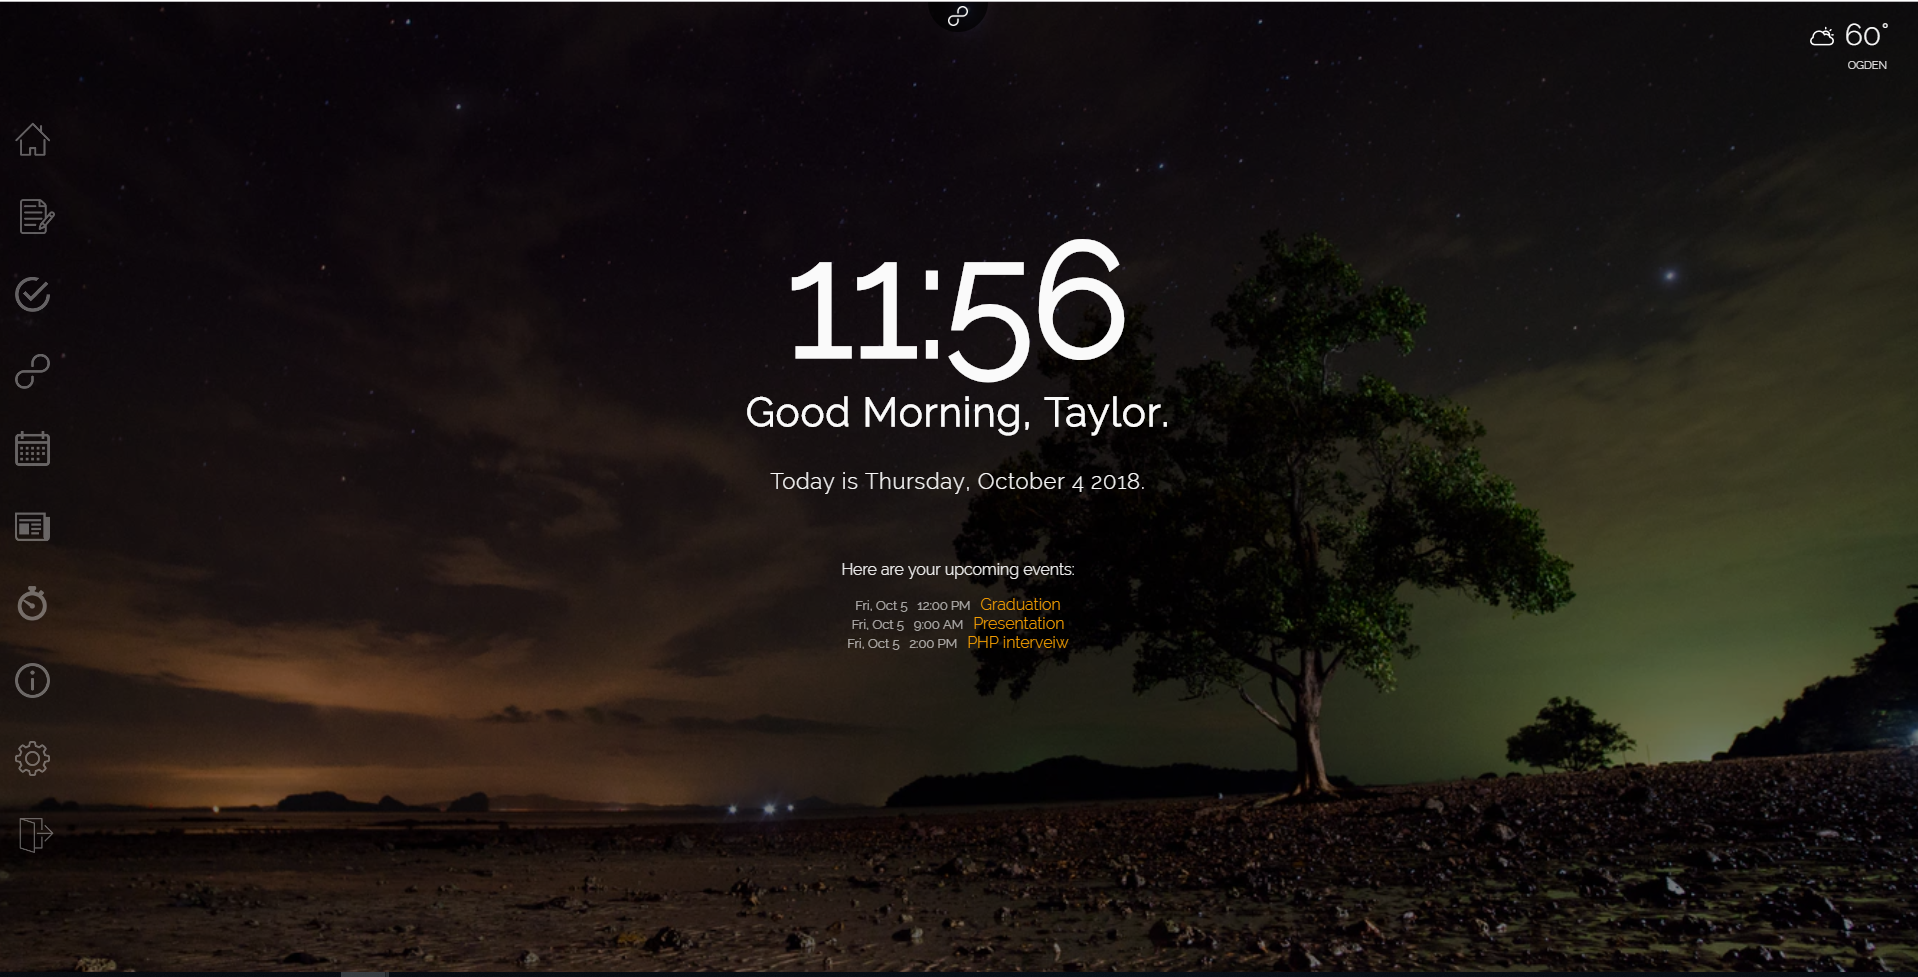 60°
OGDEN
11:56
Good Morning, Taylor.
Today is Thursday, October 4 2018.
Here are your upcoming events:
Fri, Oct 5 12:00 PM Graduation
Fri, Oct 5 9:00 AM Presentation
Fri, Oct 5 2:00 PM PHP interveiw